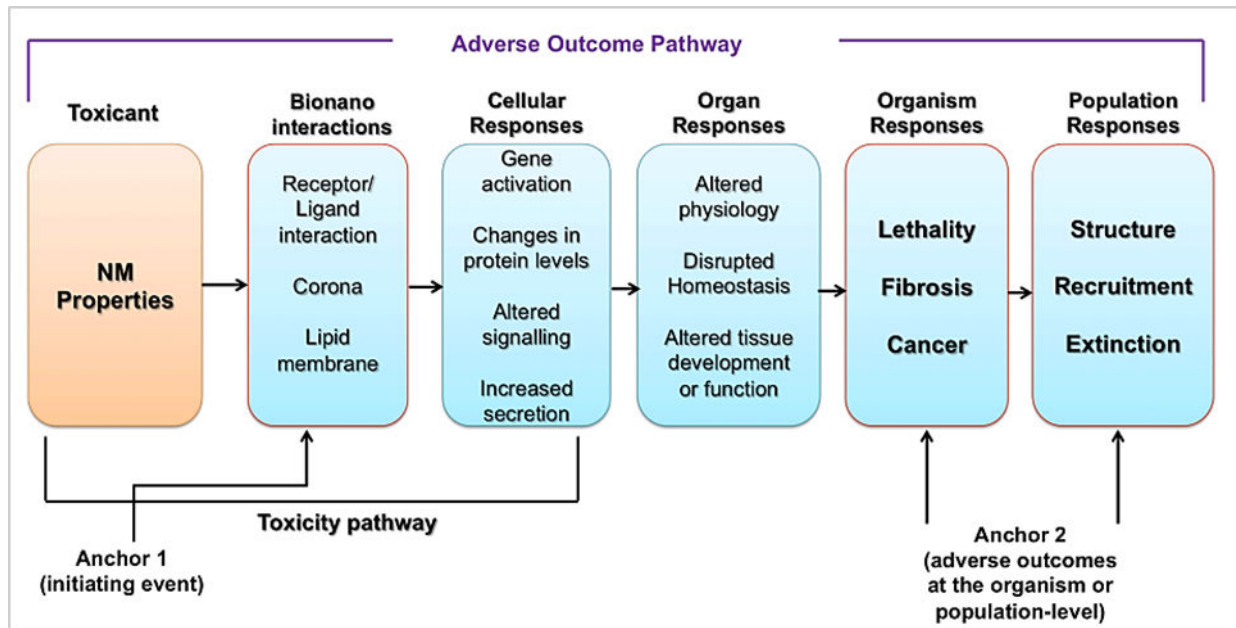 Adverse Outcome Pathway
Toxicant
Bionano
interactions
Cellular
Responses
Organ
Responses
Organism
Responses
Population
Responses
NM
Properties
Receptor/
Ligand
interaction
Corona
Lipid
membrane
Gene
activation
Changes in
protein levels
Altered
signalling
Increased
secretion
Altered
physiology
Disrupted
Homeostasis
Altered tissue
development
or function
Lethality
Fibrosis
Cancer
Structure
Recruitment
Extinction
Toxicity pathway
Anchor 1
(initiating event)
Anchor 2
(adverse outcomes
at the organism or
population-level)